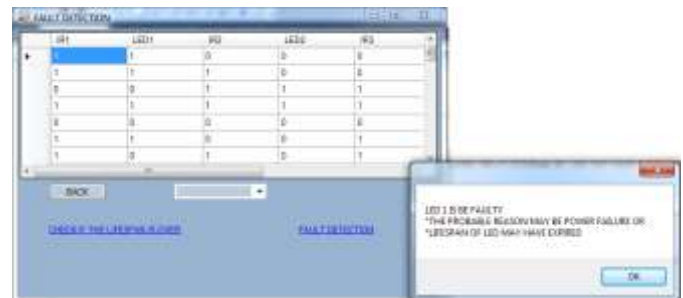 FAULT DETECTION
IR1 LED1 IR2 LED2 IR3
1 1 0 0 0
1 1 1 0 0
0 0 1 1 1
1 1 1 1 1
0 0 0 0 0
1 1 0 0 1
1 0 1 0 1
BACK
CHECK IF THE LIFESPAN IS OVER
FAULT DETECTION
LED 1 IS BE FAULTY
*THE PROBABLE REASON MAY BE POWER FAILURE OR
*LIFESPAN OF LED MAY HAVE EXPIRED
OK